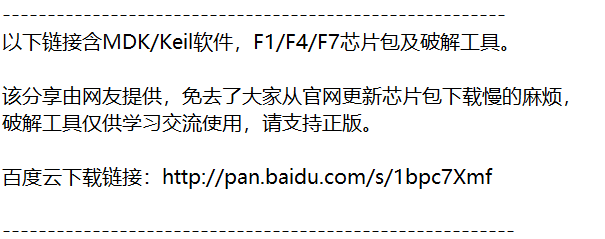 --------------------------------------------------------
以下链接含MDK/Keil软件，F1/F4/F7芯片包及破解工具。
该分享由网友提供，免去了大家从官网更新芯片包下载慢的麻烦，
破解工具仅供学习交流使用，请支持正版。
百度云下载链接：http://pan.baidu.com/s/1bpc7Xmf
---------------------------------------------------------